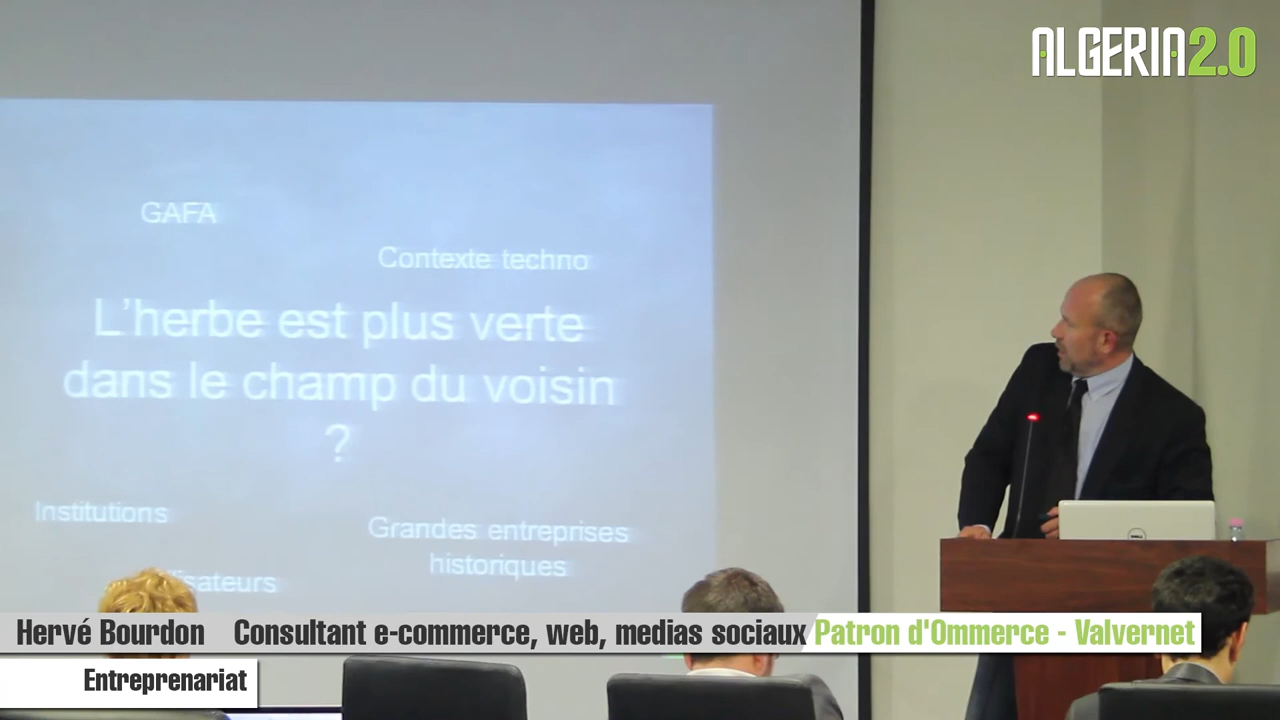 ALGERIA2.0
GAFA
Contexte techno
L'herbe est plus verte
dans le champ du voisin
?
Institutions
Grandes entreprises
historiques
Hervé Bourdon Consultant e-commerce, web, medias sociaux Patron d'Ommerce - Valvernet
Entreprenariat
DELL